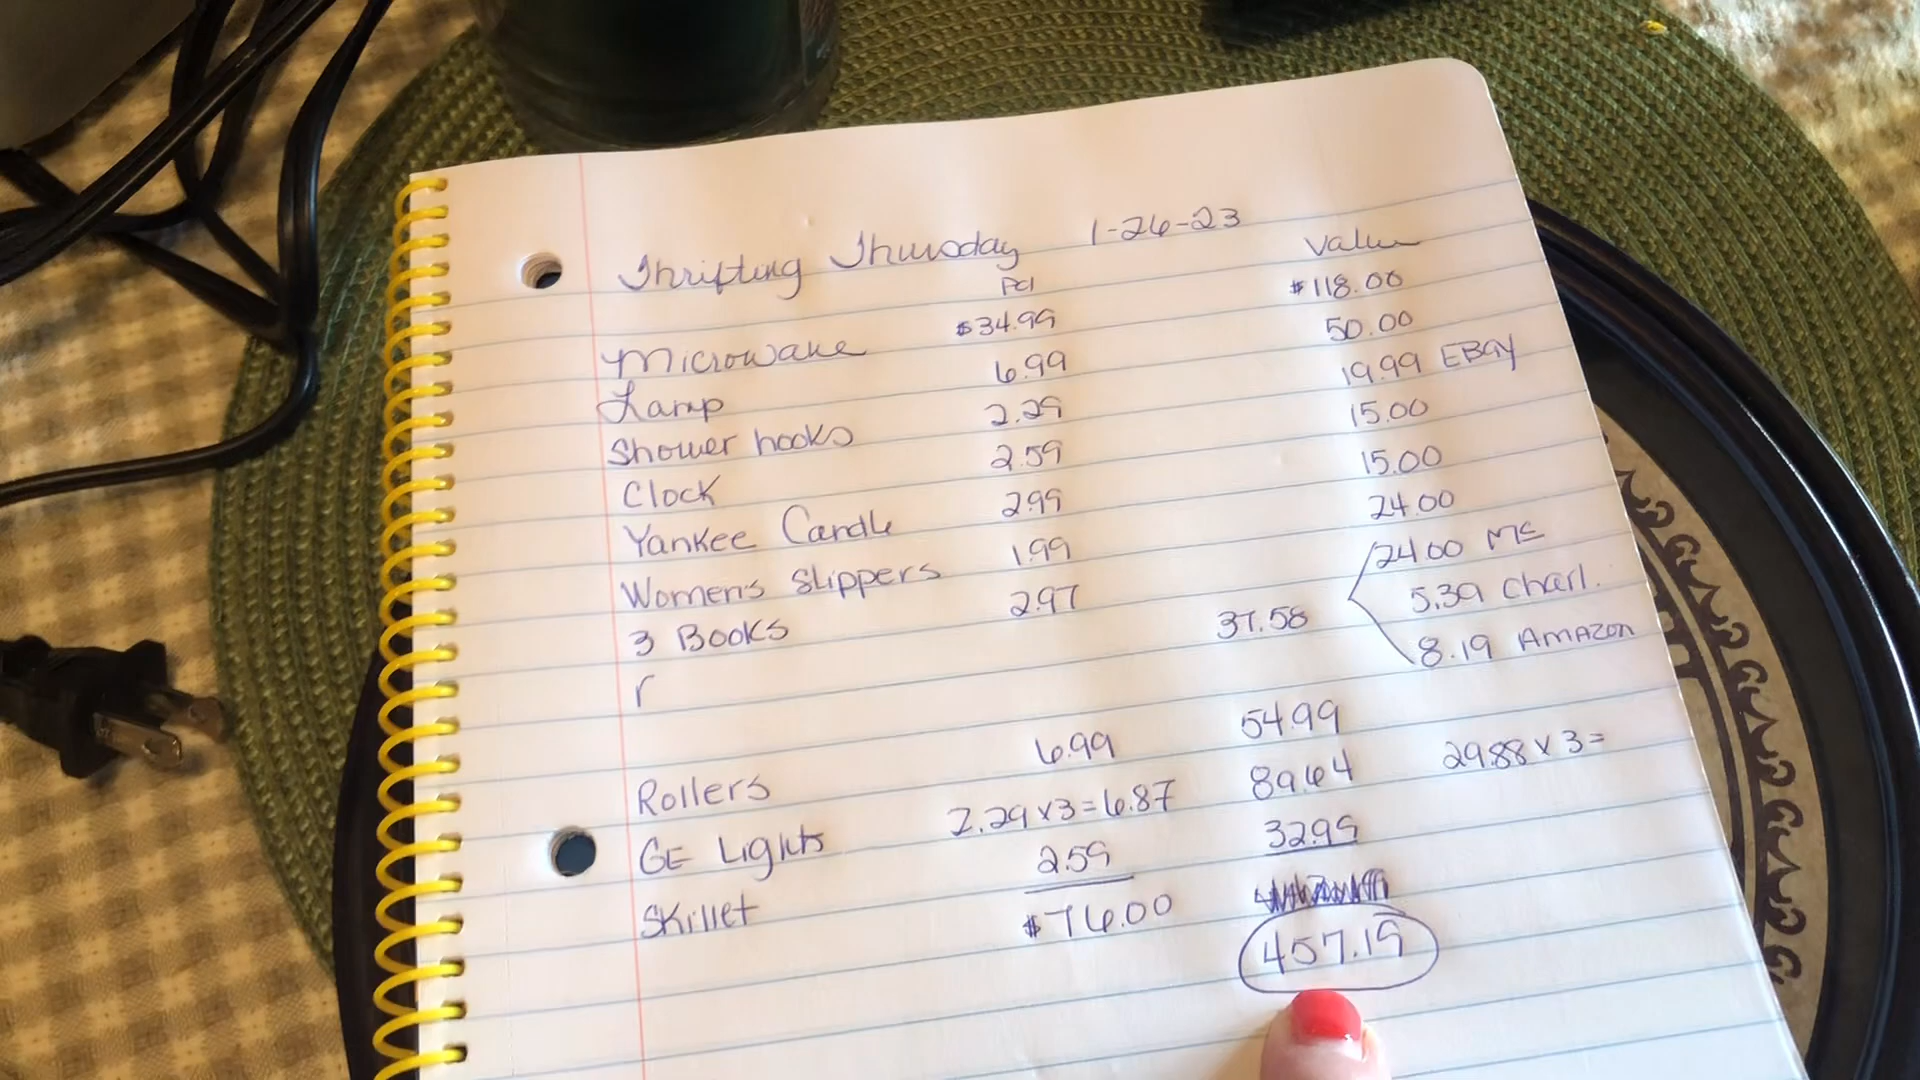 Thrifting Thursday 1-26-23
Pd Value
Microwave $34.99 $118.00
Lamp 6.99 50.00
Shower hooks 2.29 19.99 EBay
Clock 2.59 15.00
Yankee Candle 2.99 15.00
Women's Slippers 1.99 24.00
3 Books 2.97 37.58 24.00 ME
5.39 Charl.
8.19 Amazon
r
Rollers 6.99 54.99
GE Lights 2.29 x 3 = 6.87 89.64 29.88 x 3 =
Skillet 2.59 32.99
$76.00
457.19